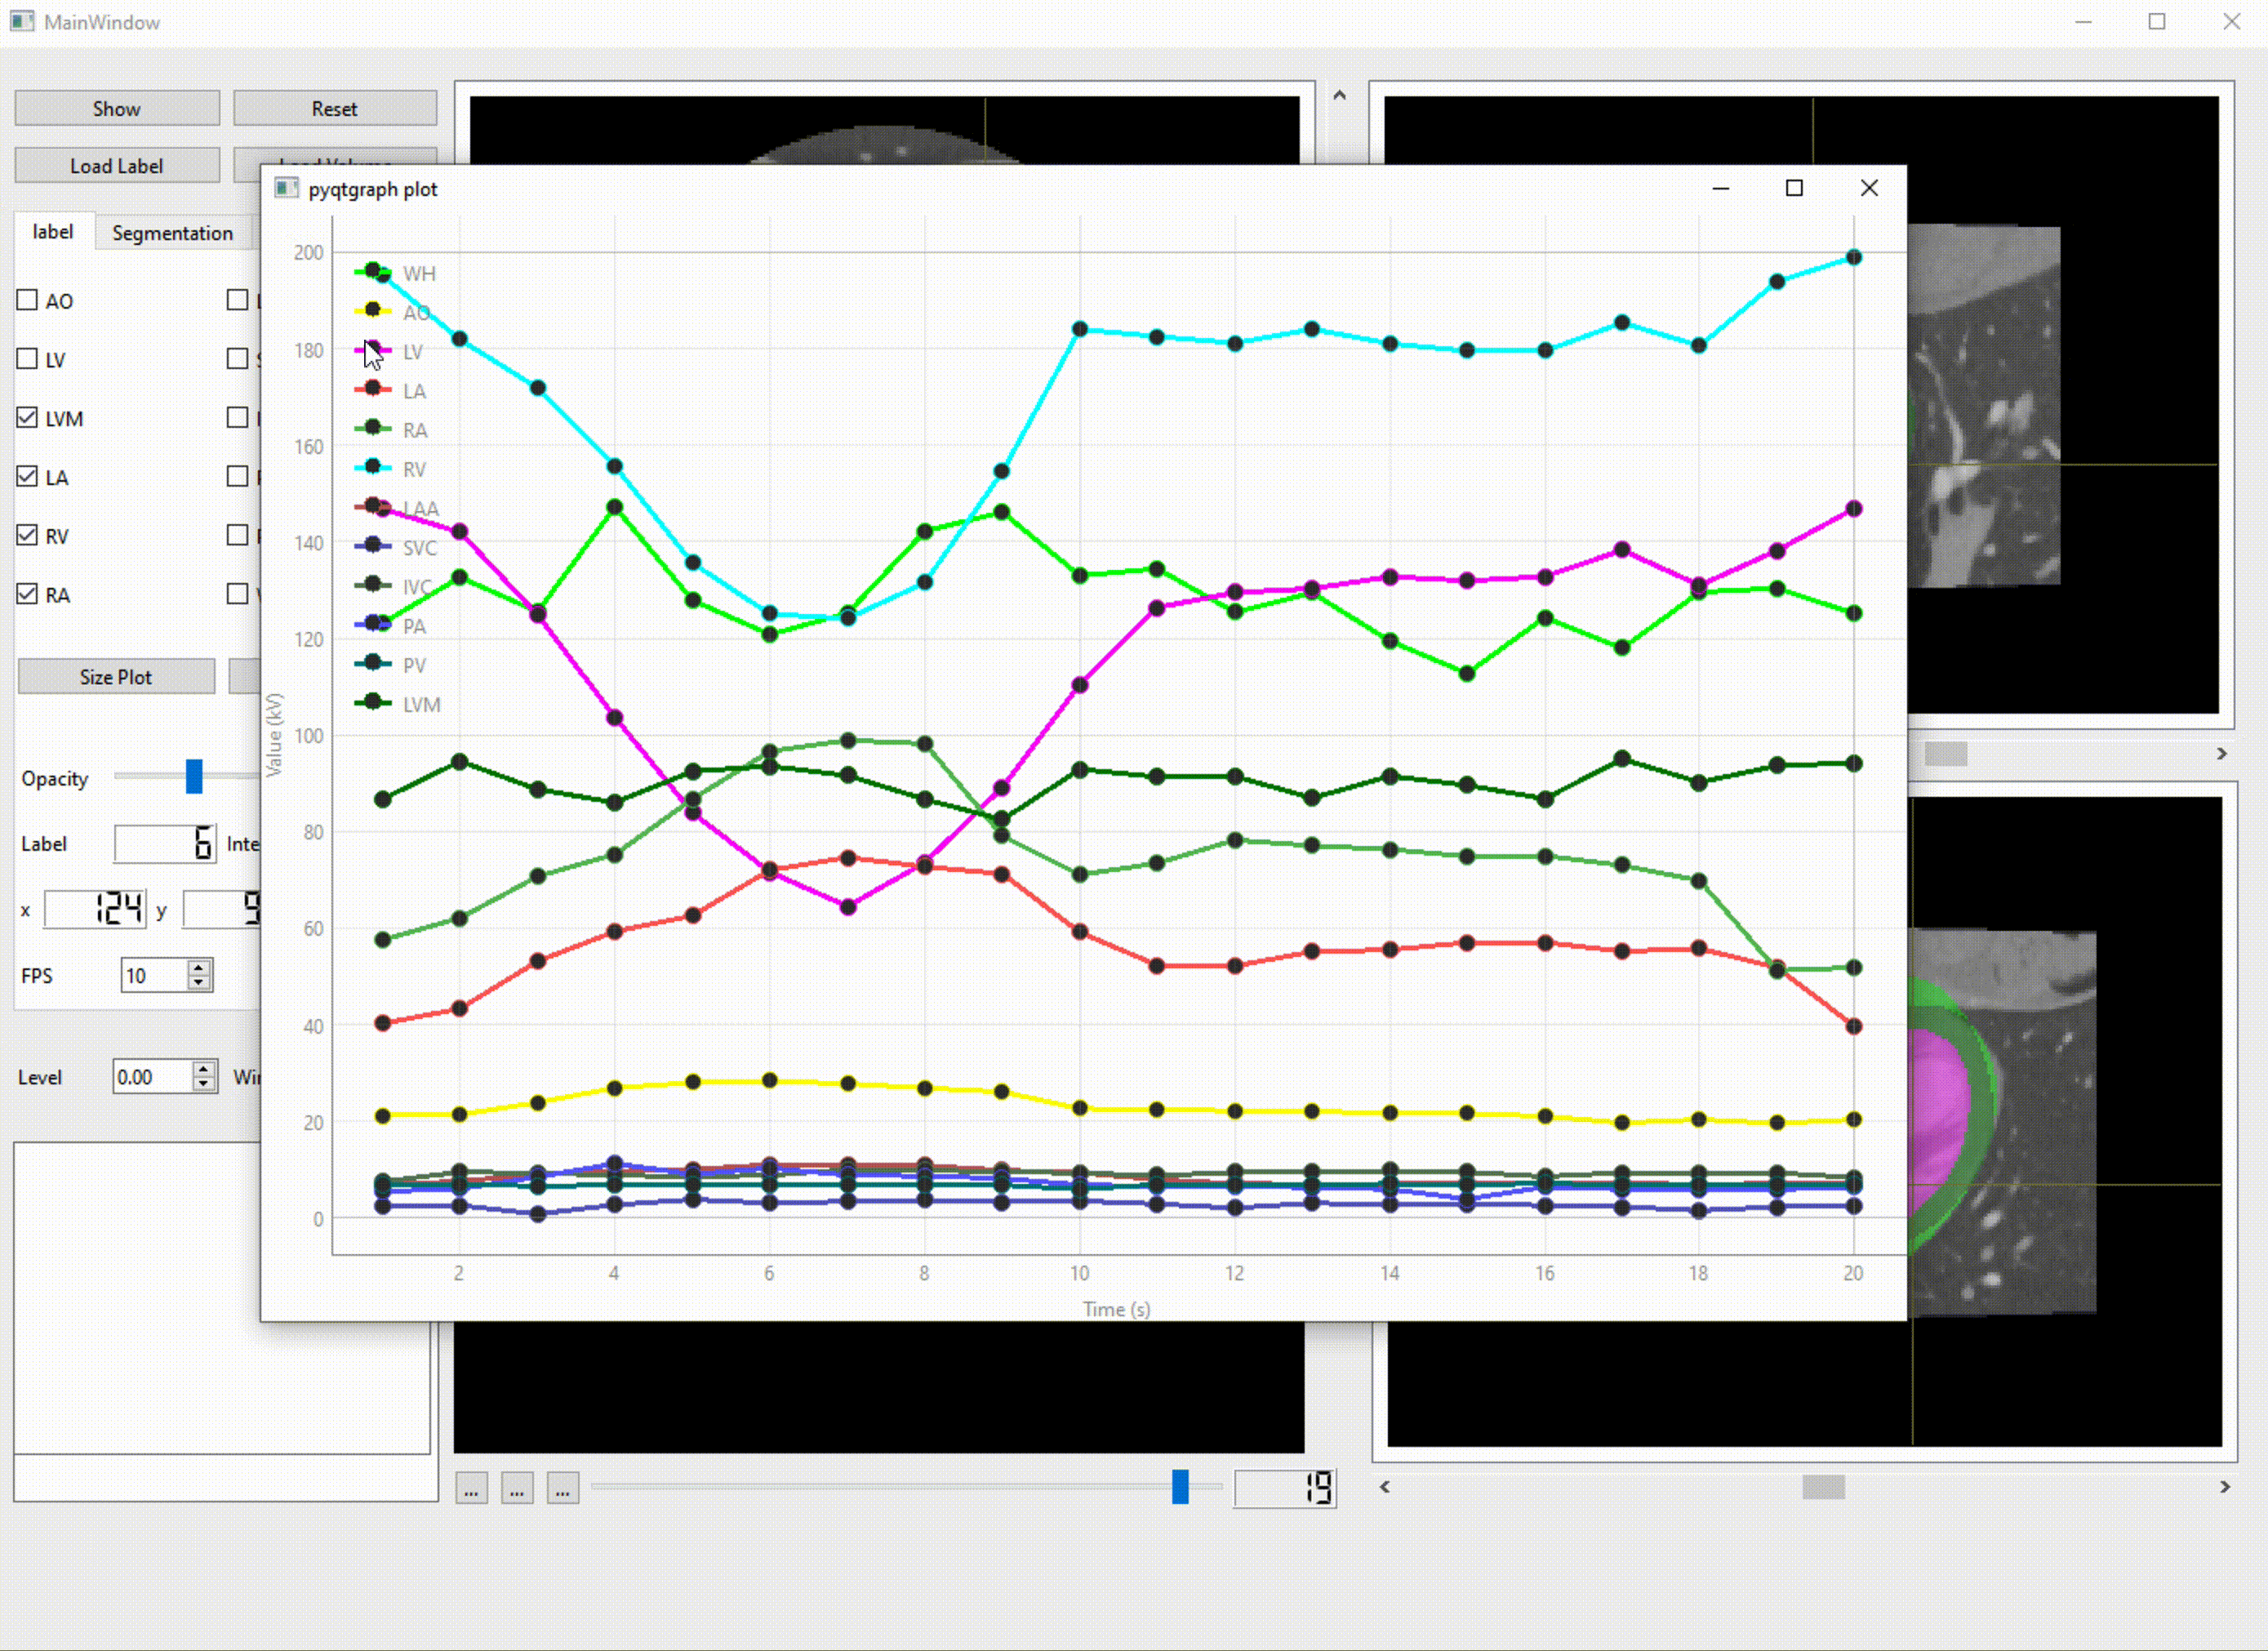 MainWindow
Show
Reset
Load Label
Load Volume
pyqtgraph plot
label
Segmentation
AO
LV
LVM
LA
RV
RA
Size Plot
Opacity
Label
6
Inte
x
124
y
9
FPS
10
Level
0.00
Win
WH
AO
LV
LA
RA
RV
LAA
SVC
IVC
PA
PV
LVM
Value (kV)
200
180
160
140
120
100
80
60
40
20
0
2
4
6
8
10
12
14
16
18
20
Time (s)
...
...
...
19